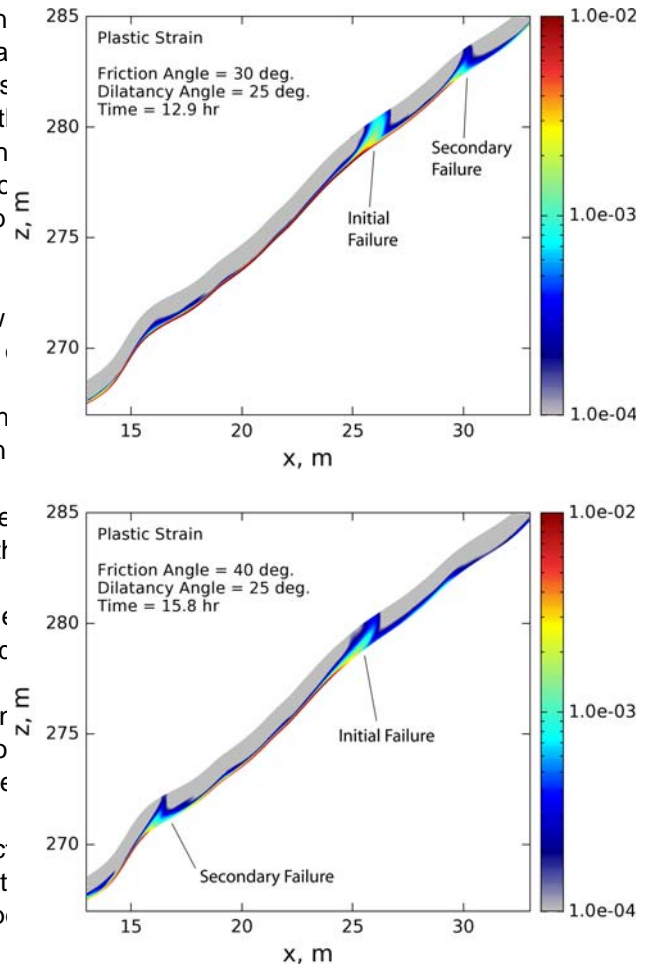 285
Plastic Strain
Friction Angle = 30 deg.
Dilatancy Angle = 25 deg.
Time = 12.9 hr
280
275
270
z, m
Secondary
Failure
Initial
Failure
15
20
25
30
x, m
1.0e-02
1.0e-03
1.0e-04
285
Plastic Strain
Friction Angle = 40 deg.
Dilatancy Angle = 25 deg.
Time = 15.8 hr
280
275
270
z, m
Initial Failure
Secondary Failure
15
20
25
30
x, m
1.0e-02
1.0e-03
1.0e-04